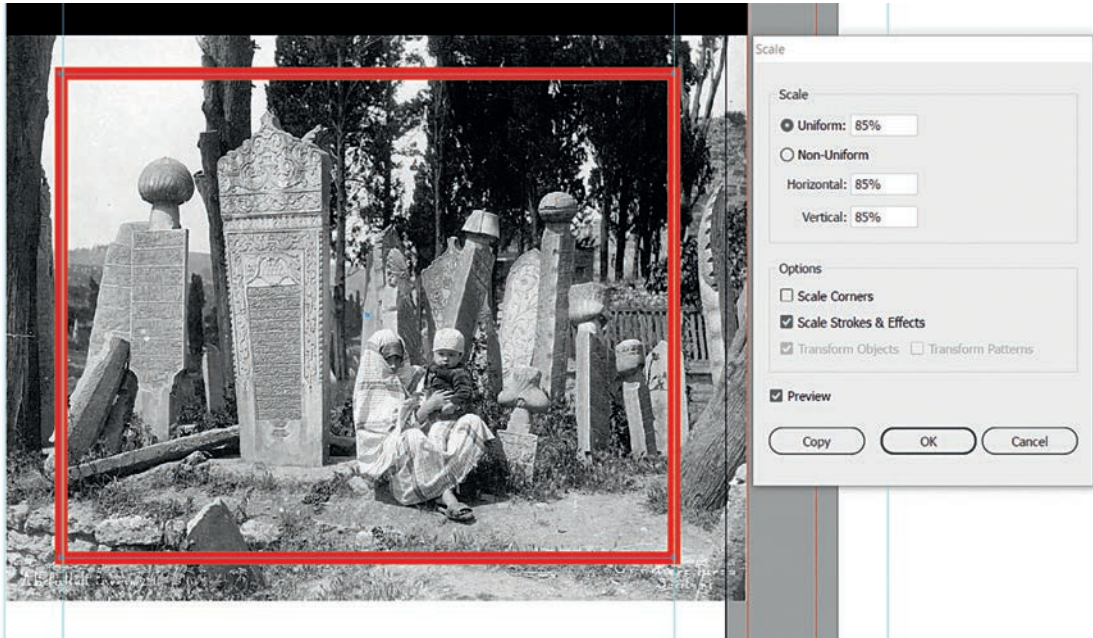 Scale
Scale
Uniform: 85%
Non-Uniform
Horizontal: 85%
Vertical: 85%
Options
Scale Corners
Scale Strokes & Effects
Transform Objects Transform Patterns
Preview
Copy OK Cancel